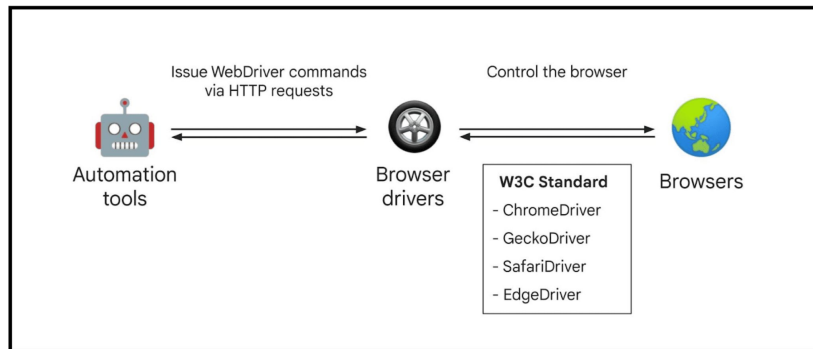 Issue WebDriver commands
via HTTP requests
Control the browser
Automation
tools
Browser
drivers
Browsers
W3C Standard
- ChromeDriver
- GeckoDriver
- SafariDriver
- EdgeDriver